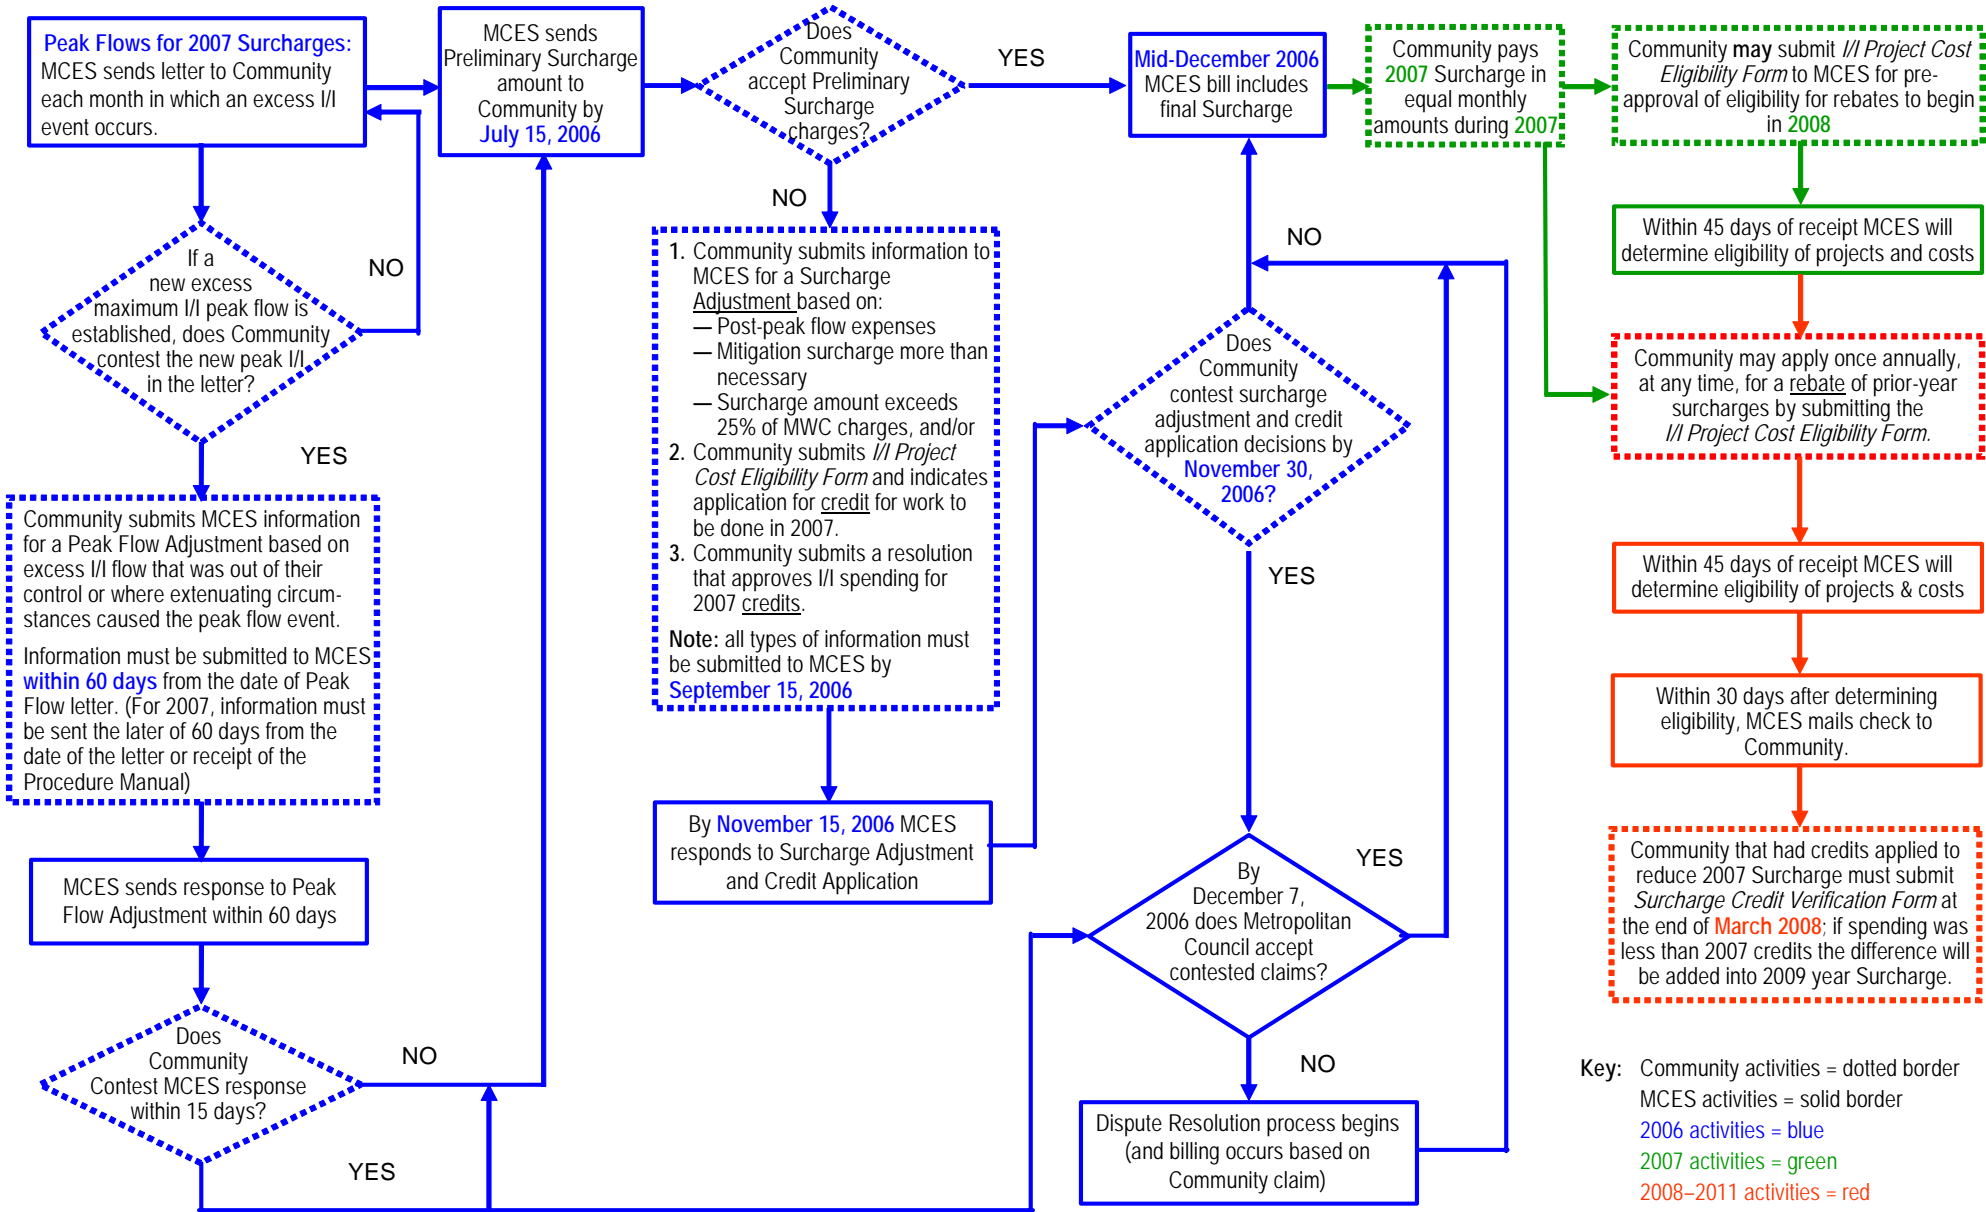 Peak Flows for 2007 Surcharges:
MCES sends letter to Community
each month in which an excess I/I
event occurs.
If a
new excess
maximum I/I peak flow is
established, does Community
contest the new peak I/I
in the letter?
NO
YES
Community submits MCES information
for a Peak Flow Adjustment based on
excess I/I flow that was out of their
control or where extenuating circum-
stances caused the peak flow event.
Information must be submitted to MCES
within 60 days from the date of Peak
Flow letter. (For 2007, information must
be sent the later of 60 days from the
date of the letter or receipt of the
Procedure Manual)
MCES sends response to Peak
Flow Adjustment within 60 days
Does
Community
Contest MCES response
within 15 days?
NO
YES
MCES sends
Preliminary Surcharge
amount to
Community by
July 15, 2006
Does
Community
accept Preliminary
Surcharge
charges?
YES
NO
1. Community submits information to
MCES for a Surcharge
Adjustment based on:
— Post-peak flow expenses
— Mitigation surcharge more than
necessary
— Surcharge amount exceeds
25% of MWC charges, and/or
2. Community submits I/I Project
Cost Eligibility Form and indicates
application for credit for work to
be done in 2007.
3. Community submits a resolution
that approves I/I spending for
2007 credits.
Note: all types of information must
be submitted to MCES by
September 15, 2006
By November 15, 2006 MCES
responds to Surcharge Adjustment
and Credit Application
Mid-December 2006
MCES bill includes
final Surcharge
NO
Does
Community
contest surcharge
adjustment and credit
application decisions by
November 30,
2006?
YES
By
December 7,
2006 does Metropolitan
Council accept
contested claims?
YES
NO
Dispute Resolution process begins
(and billing occurs based on
Community claim)
Community pays
2007 Surcharge in
equal monthly
amounts during 2007
Community may submit I/I Project Cost
Eligibility Form to MCES for pre-
approval of eligibility for rebates to begin
in 2008
Within 45 days of receipt MCES will
determine eligibility of projects and costs
Community may apply once annually,
at any time, for a rebate of prior-year
surcharges by submitting the
I/I Project Cost Eligibility Form.
Within 45 days of receipt MCES will
determine eligibility of projects & costs
Within 30 days after determining
eligibility, MCES mails check to
Community.
Community that had credits applied to
reduce 2007 Surcharge must submit
Surcharge Credit Verification Form at
the end of March 2008; if spending was
less than 2007 credits the difference will
be added into 2009 year Surcharge.
Key: Community activities = dotted border
MCES activities = solid border
2006 activities = blue
2007 activities = green
2008–2011 activities = red